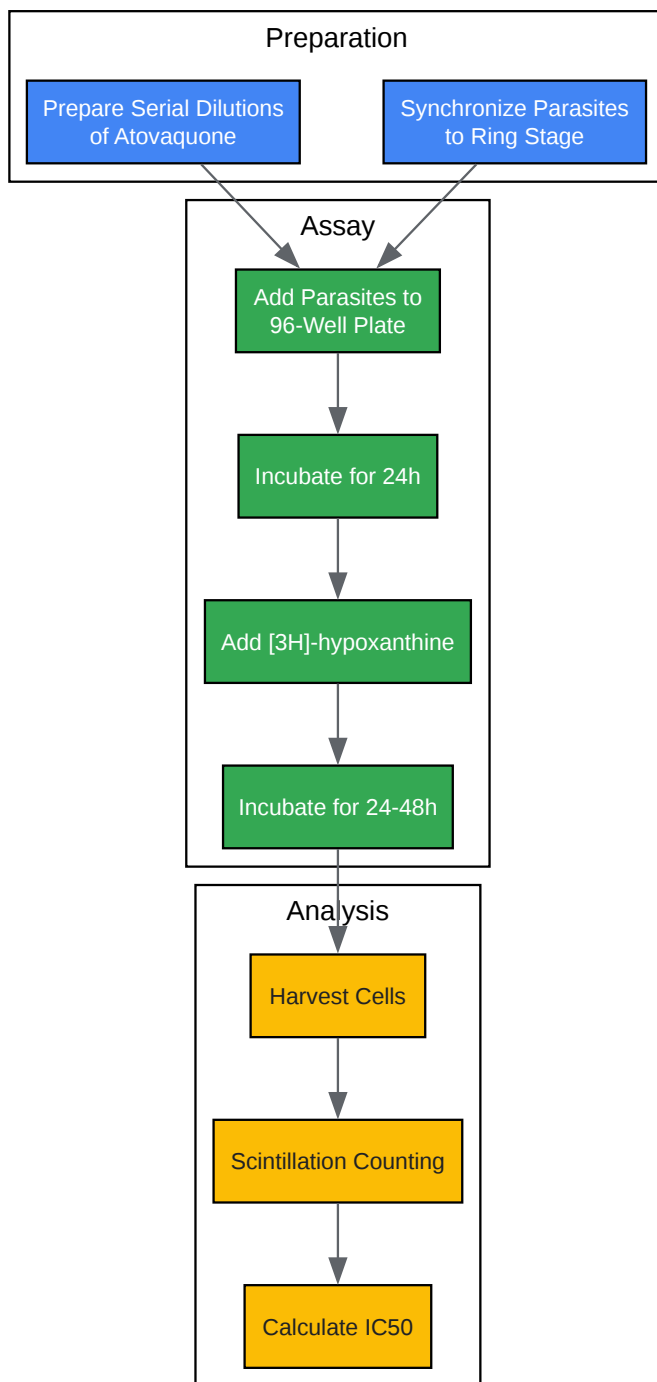 Preparation
Prepare Serial Dilutions
of Atovaquone
Synchronize Parasites
to Ring Stage
Assay
Add Parasites to
96-Well Plate
Incubate for 24h
Add [3H]-hypoxanthine
Incubate for 24-48h
Analysis
Harvest Cells
Scintillation Counting
Calculate IC50